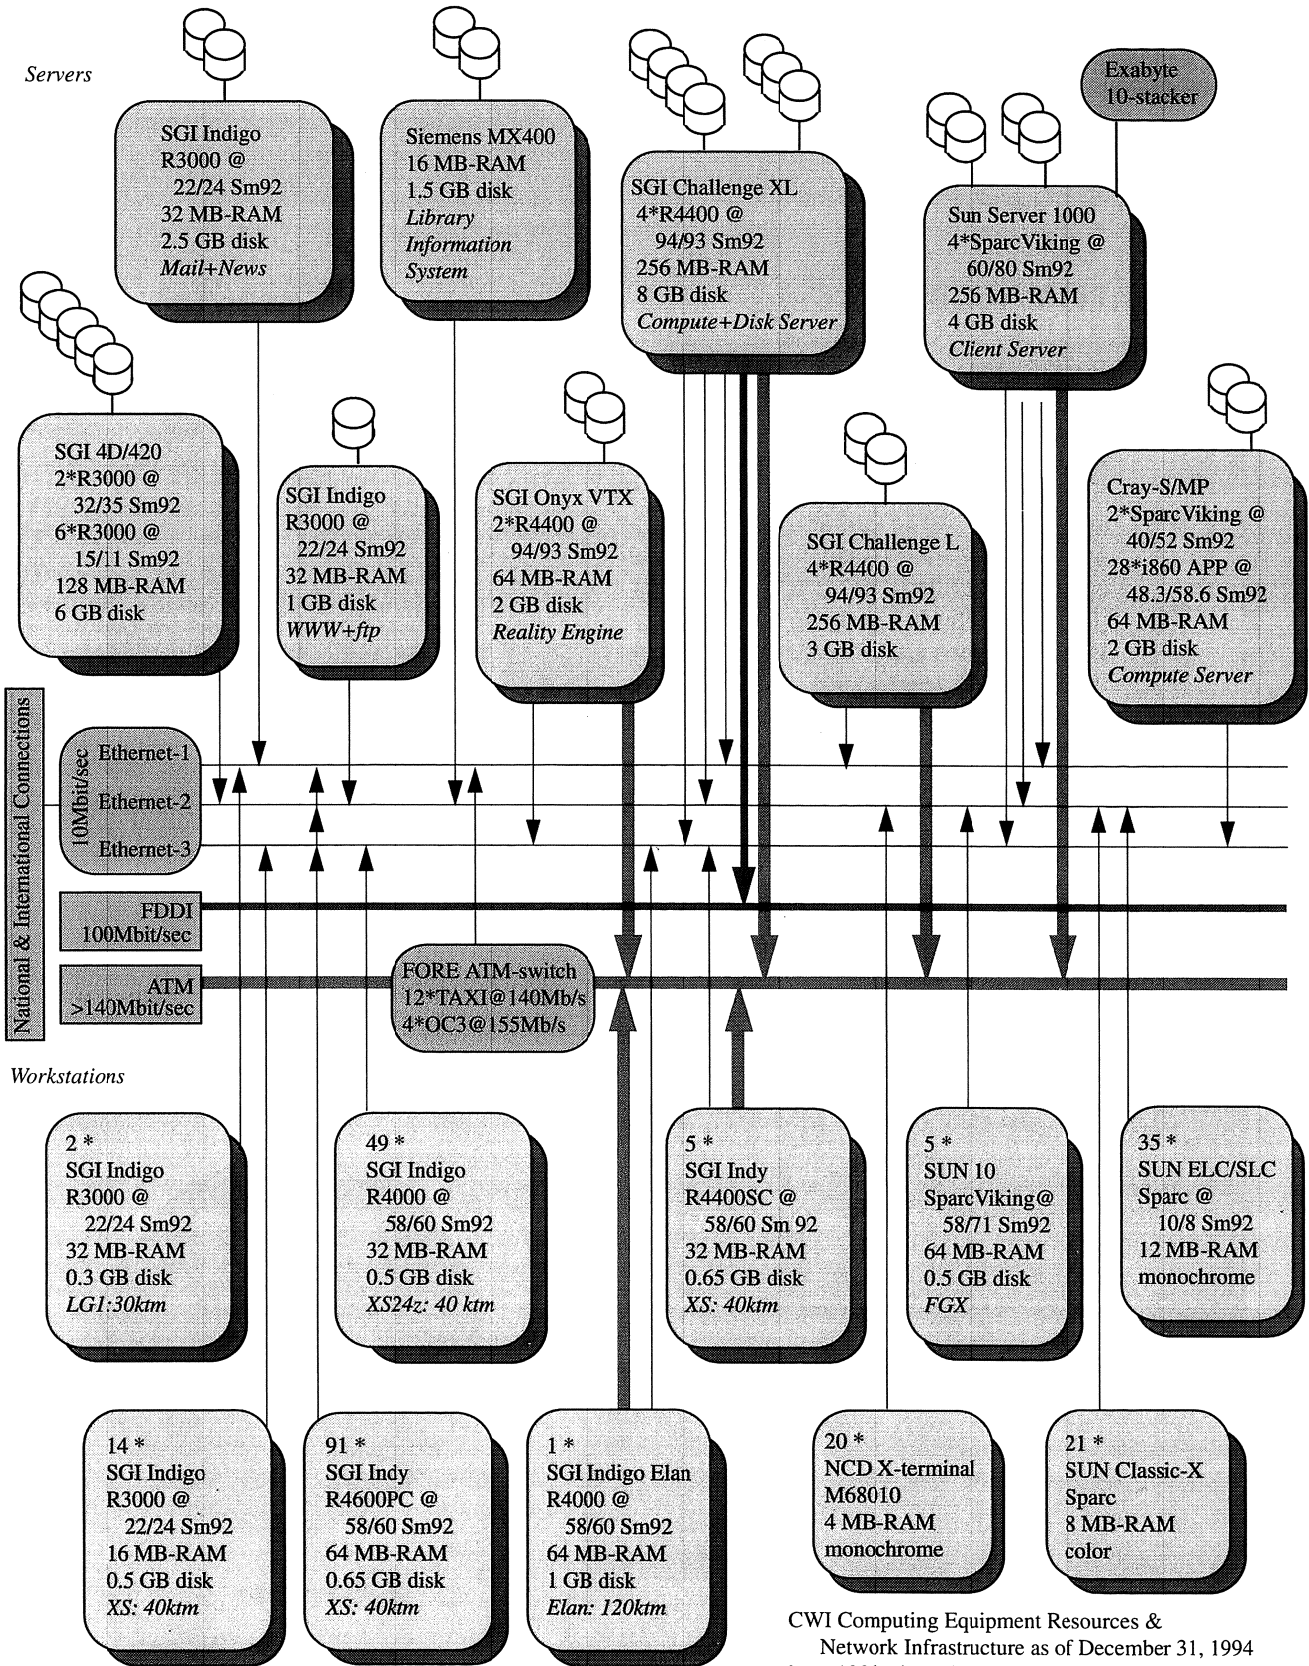 Servers
Exabyte
10-stacker
SGI Indigo
R3000 @
22/24 Sm92
32 MB-RAM
2.5 GB disk
Mail+News
Siemens MX400
16 MB-RAM
1.5 GB disk
Library
Information
System
SGI Challenge XL
4*R4400 @
94/93 Sm92
256 MB-RAM
8 GB disk
Compute+Disk Server
Sun Server 1000
4*SparcViking @
60/80 Sm92
256 MB-RAM
4 GB disk
Client Server
SGI 4D/420
2*R3000 @
32/35 Sm92
6*R3000 @
15/11 Sm92
128 MB-RAM
6 GB disk
SGI Indigo
R3000 @
22/24 Sm92
32 MB-RAM
1 GB disk
WWW+ftp
SGI Onyx VTX
2*R4400 @
94/93 Sm92
64 MB-RAM
2 GB disk
Reality Engine
SGI Challenge L
4*R4400 @
94/93 Sm92
256 MB-RAM
3 GB disk
Cray-S/MP
2*SparcViking @
40/52 Sm92
28*i860 APP @
48.3/58.6 Sm92
64 MB-RAM
2 GB disk
Compute Server
National & International Connections
10Mbit/sec
Ethernet-1
Ethernet-2
Ethernet-3
FDDI
100Mbit/sec
ATM
>140Mbit/sec
FORE ATM-switch
12*TAXI@140Mb/s
4*OC3@155Mb/s
Workstations
2 *
SGI Indigo
R3000 @
22/24 Sm92
32 MB-RAM
0.3 GB disk
LG1:30ktm
49 *
SGI Indigo
R4000 @
58/60 Sm92
32 MB-RAM
0.5 GB disk
XS24z: 40 ktm
5 *
SGI Indy
R4400SC @
58/60 Sm 92
32 MB-RAM
0.65 GB disk
XS: 40ktm
5 *
SUN 10
SparcViking@
58/71 Sm92
64 MB-RAM
0.5 GB disk
FGX
35 *
SUN ELC/SLC
Sparc @
10/8 Sm92
12 MB-RAM
monochrome
14 *
SGI Indigo
R3000 @
22/24 Sm92
16 MB-RAM
0.5 GB disk
XS: 40ktm
91 *
SGI Indy
R4600PC @
58/60 Sm92
64 MB-RAM
0.65 GB disk
XS: 40ktm
1 *
SGI Indigo Elan
R4000 @
58/60 Sm92
64 MB-RAM
1 GB disk
Elan: 120ktm
20 *
NCD X-terminal
M68010
4 MB-RAM
monochrome
21 *
SUN Classic-X
Sparc
8 MB-RAM
color
CWI Computing Equipment Resources &
Network Infrastructure as of December 31, 1994